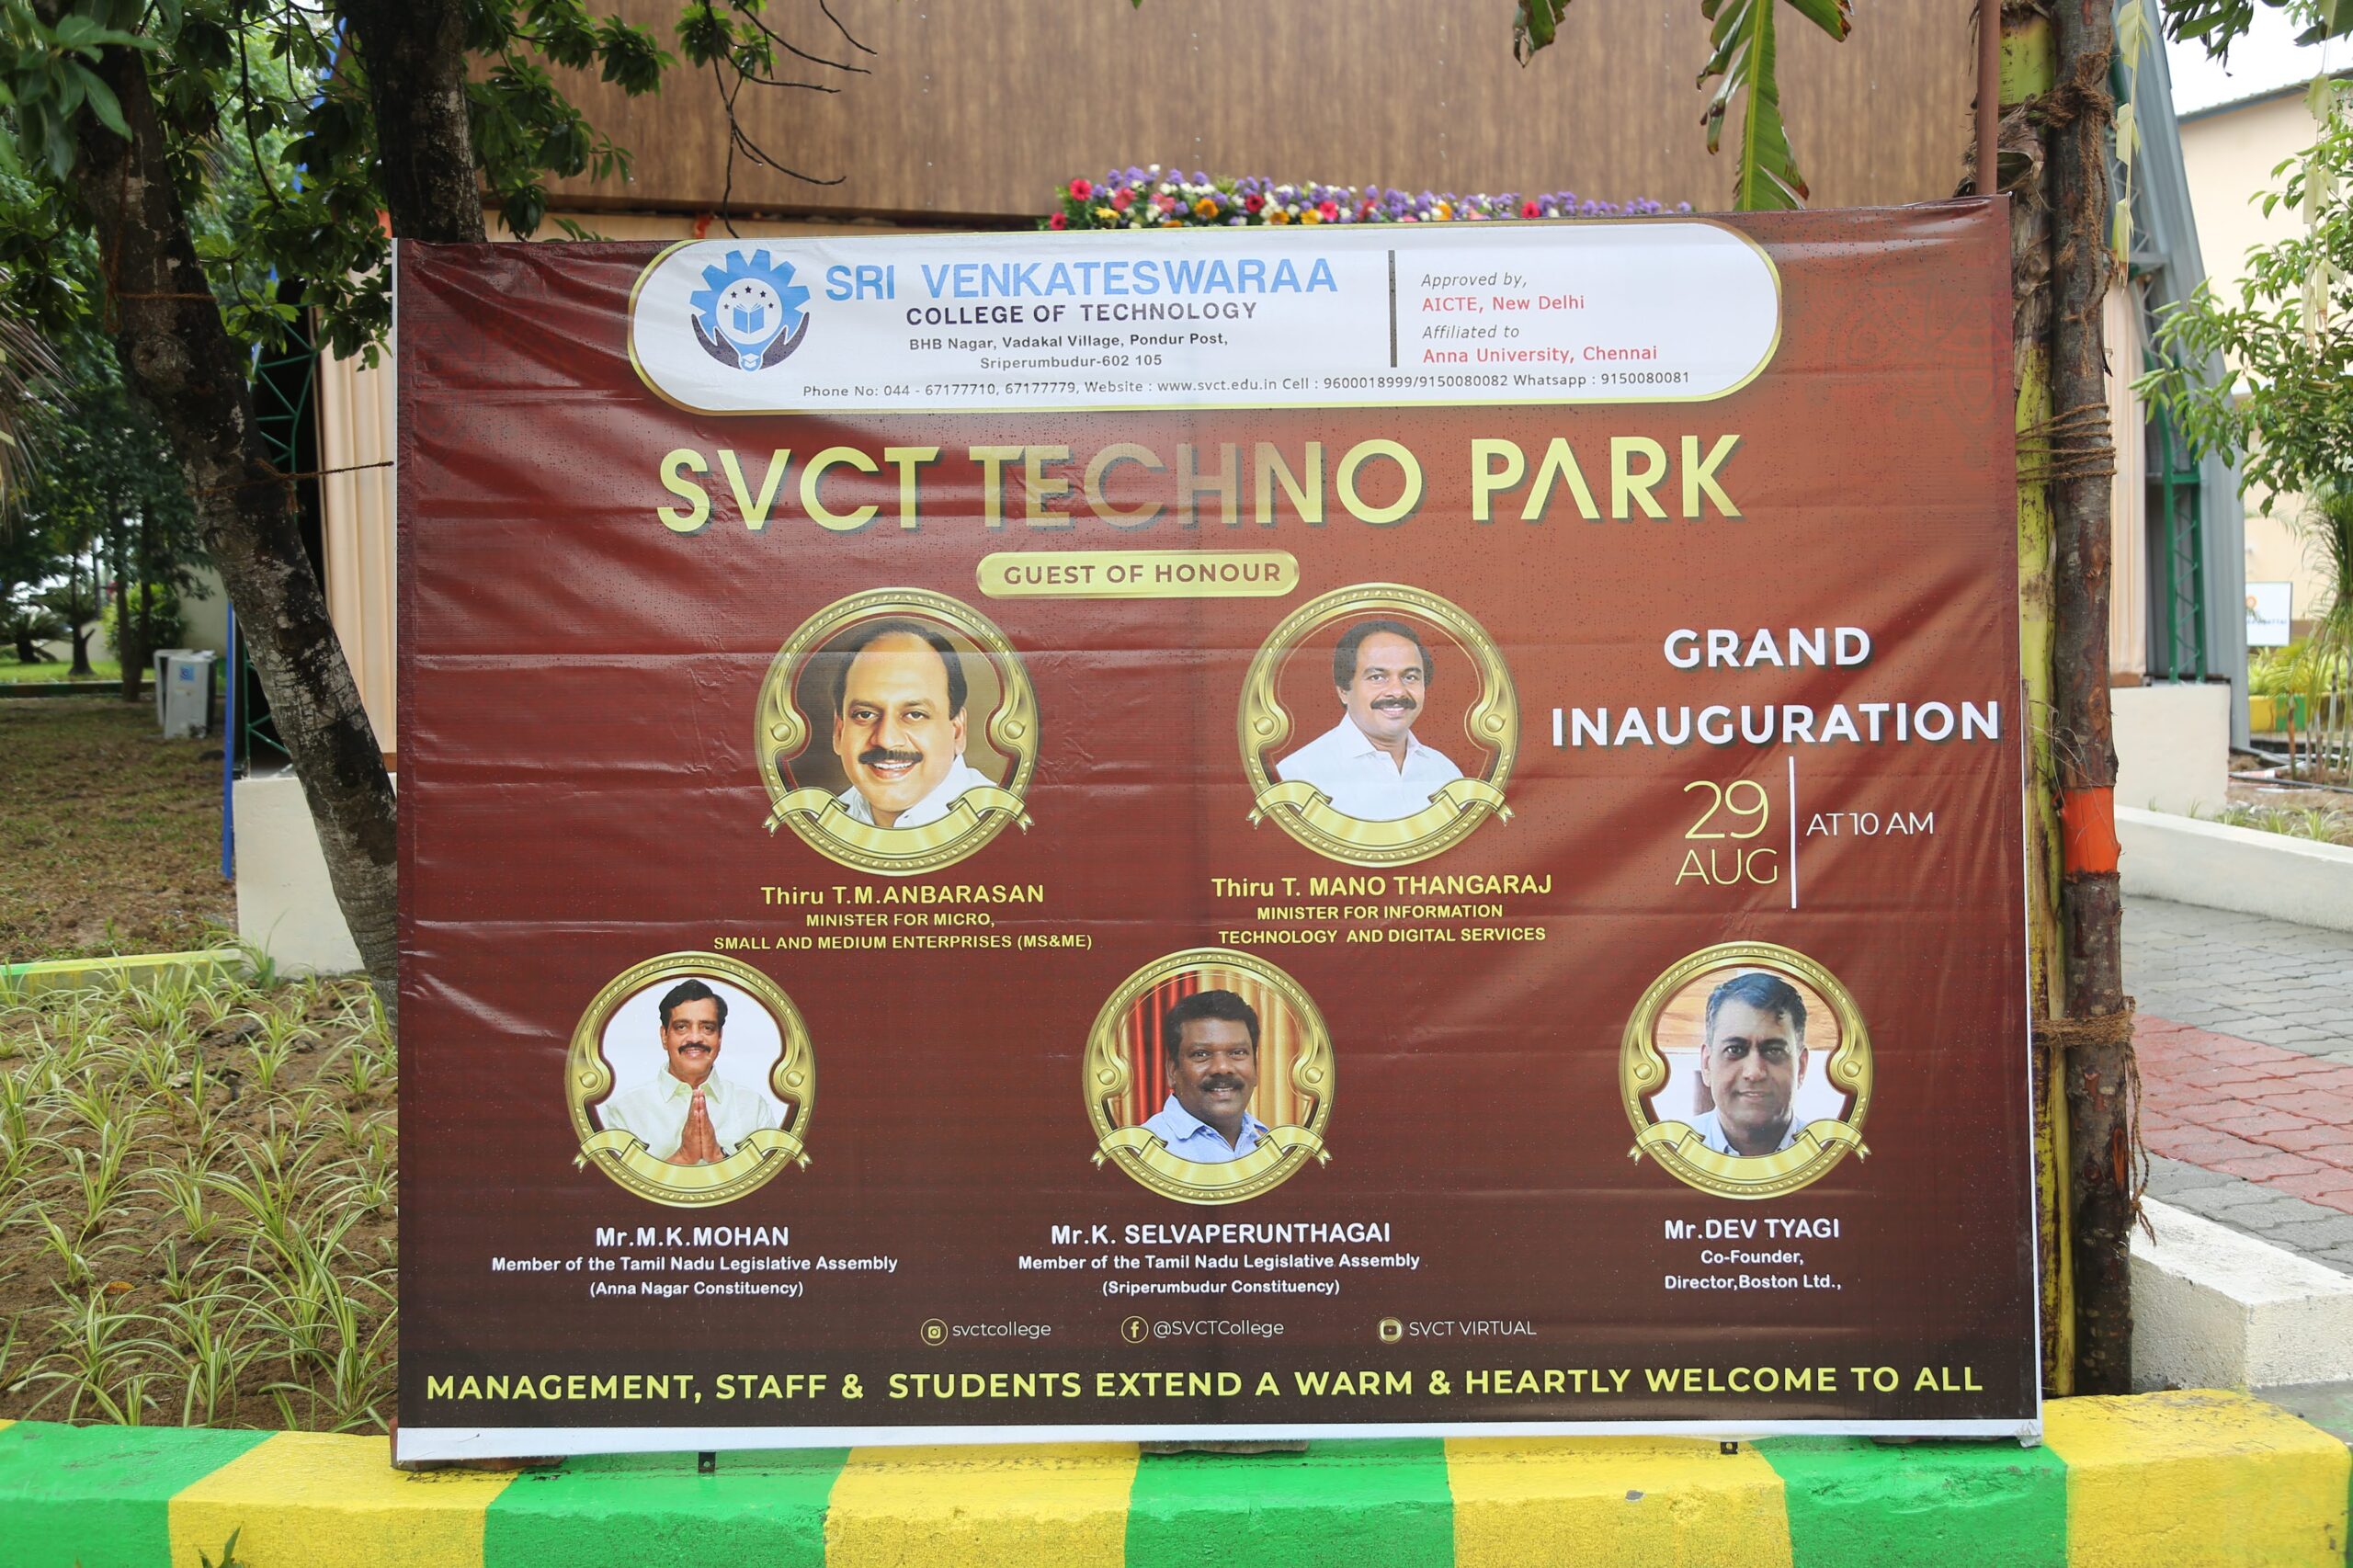 SRI VENKATESWARAA
COLLEGE OF TECHNOLOGY
BHB Nagar, Vadakal Village, Pondur Post,
Sriperumbudur-602 105
Approved by,
AICTE, New Delhi
Affiliated to
Anna University, Chennai
Phone No: 044 - 67177710, 67177779, Website : www.svct.edu.in Cell : 9600018999/9150080082 Whatsapp : 9150080081
SVCT TECHNO PARK
GUEST OF HONOUR
GRAND
INAUGURATION
29
AUG
AT 10 AM
Thiru T.M.ANBARASAN
MINISTER FOR MICRO,
SMALL AND MEDIUM ENTERPRISES (MS&ME)
Thiru T. MANO THANGARAJ
MINISTER FOR INFORMATION
TECHNOLOGY AND DIGITAL SERVICES
Mr.M.K.MOHAN
Member of the Tamil Nadu Legislative Assembly
(Anna Nagar Constituency)
Mr.K. SELVAPERUNTHAGAI
Member of the Tamil Nadu Legislative Assembly
(Sriperumbudur Constituency)
Mr.DEV TYAGI
Co-Founder,
Director,Boston Ltd.,
svctcollege
@SVCTCollege
SVCT VIRTUAL
MANAGEMENT, STAFF & STUDENTS EXTEND A WARM & HEARTLY WELCOME TO ALL